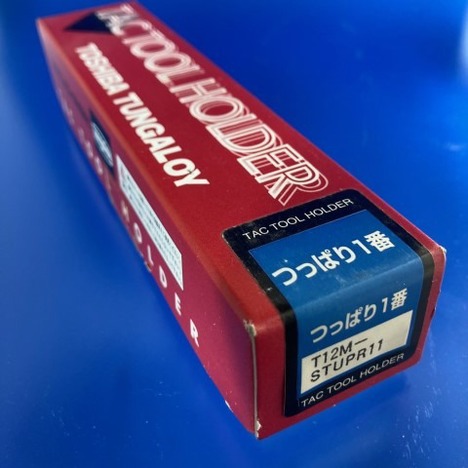 TAC TOOL HOLDER
TOSHIBA TUNGALOY
HOLDER
TAC TOOL HOLDER
つっぱり1番
つっぱり1番
T12M-
STUPR11
TAC TOOL HOLDER